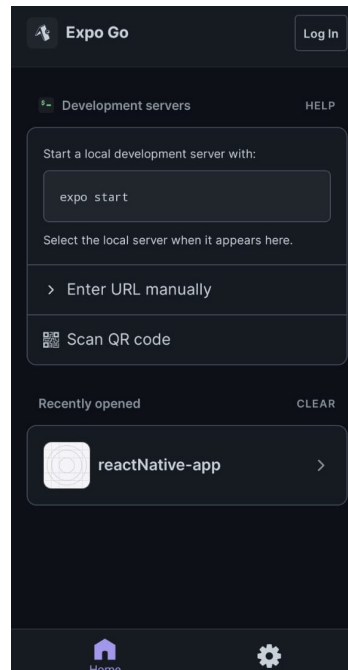 Expo Go
Log In
Development servers
HELP
Start a local development server with:
expo start
Select the local server when it appears here.
Enter URL manually
Scan QR code
Recently opened
CLEAR
reactNative-app
Home